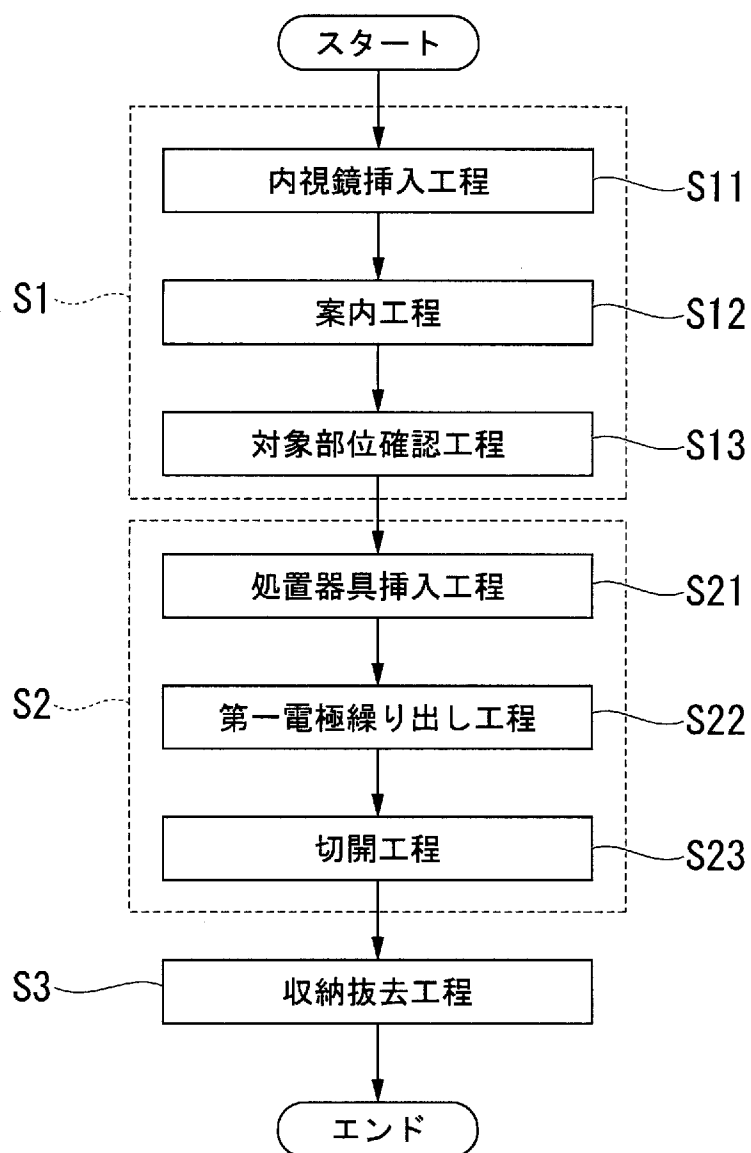 スタート
内視鏡挿入工程
S11
S1
案内工程
S12
対象部位確認工程
S13
処置器具挿入工程
S21
S2
第一電極繰り出し工程
S22
切開工程
S23
S3
収納抜去工程
エンド